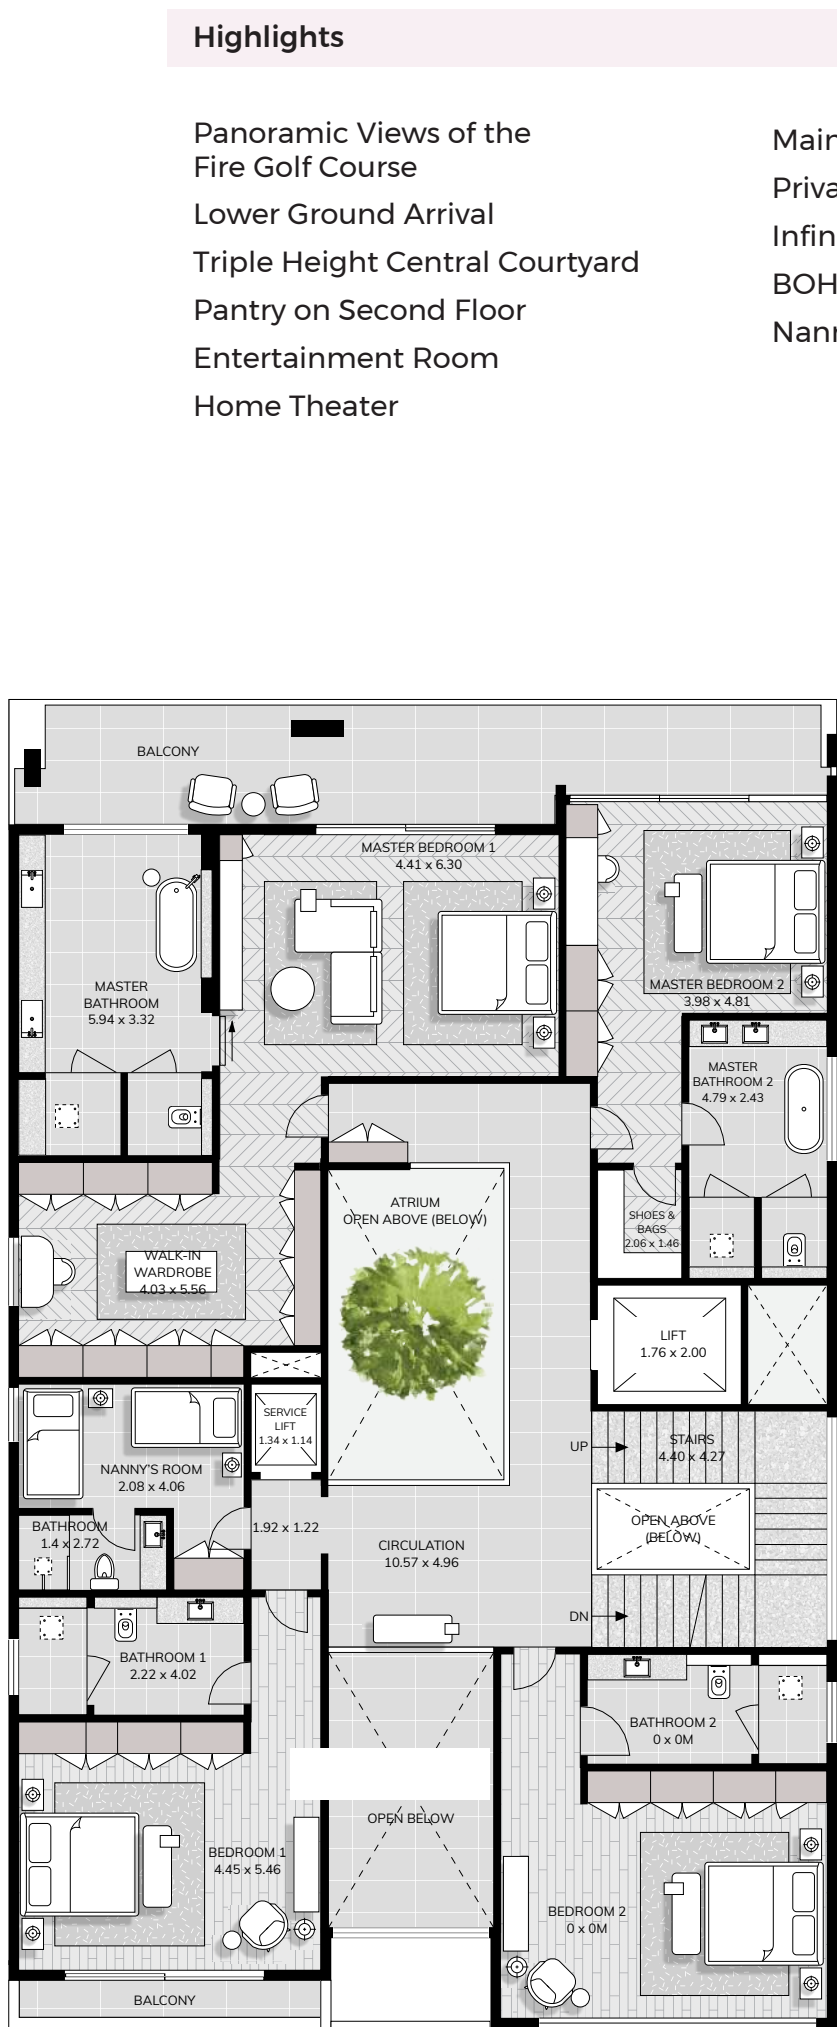 Highlights
Panoramic Views of the
Fire Golf Course
Lower Ground Arrival
Triple Height Central Courtyard
Pantry on Second Floor
Entertainment Room
Home Theater
Main
Priva
Infin
BOH
Nann
BALCONY
MASTER BEDROOM 1
4.41 x 6.30
MASTER
BATHROOM
5.94 x 3.32
MASTER BEDROOM 2
3.98 x 4.81
MASTER
BATHROOM 2
4.79 x 2.43
ATRIUM
OPEN ABOVE (BELOW)
SHOES &
BAGS
2.06 x 1.46
WALK-IN
WARDROBE
4.03 x 5.56
LIFT
1.76 x 2.00
SERVICE
LIFT
1.34 x 1.14
UP
STAIRS
4.40 x 4.27
NANNY'S ROOM
2.08 x 4.06
BATHROOM
1.4 x 2.72
1.92 x 1.22
OPEN ABOVE
(BELOW)
CIRCULATION
10.57 x 4.96
DN
BATHROOM 1
2.22 x 4.02
BATHROOM 2
0 x 0M
OPEN BELOW
BEDROOM 1
4.45 x 5.46
BEDROOM 2
0 x 0M
BALCONY